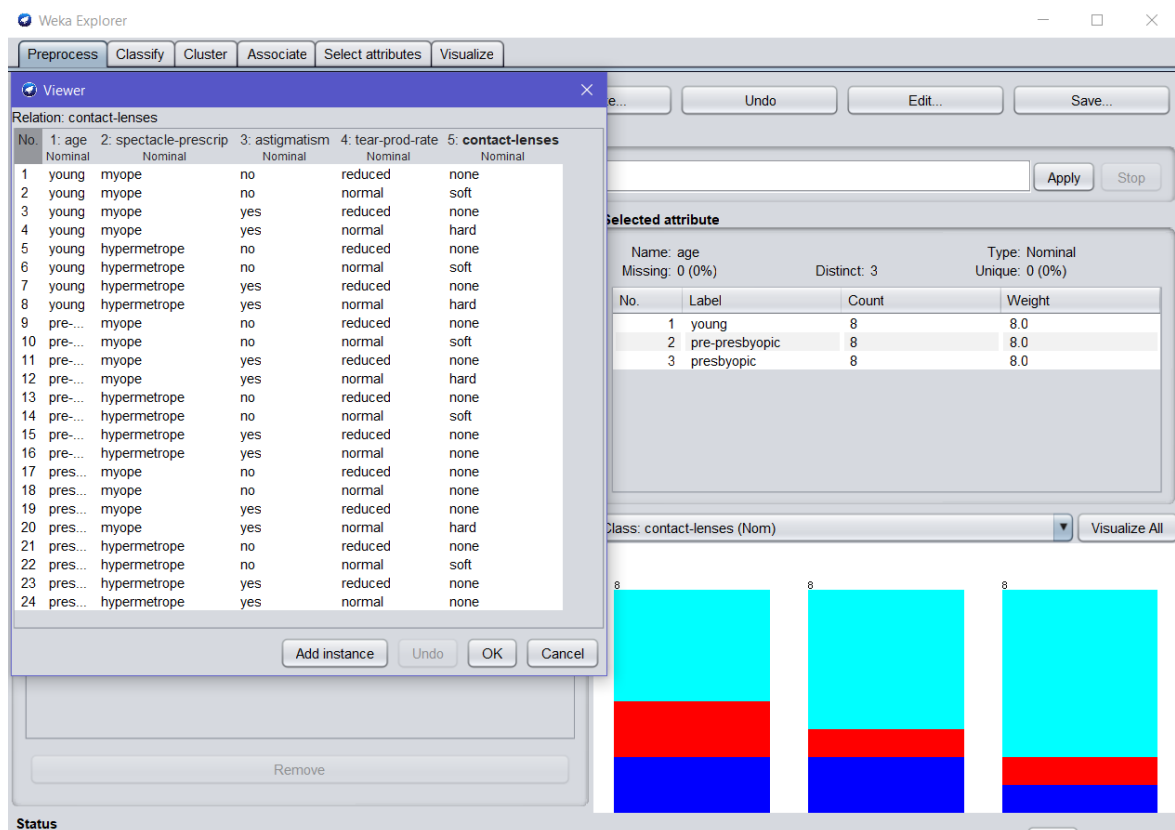 Weka Explorer
Preprocess Classify Cluster Associate Select attributes Visualize
Viewer
e... Undo Edit... Save...
Relation: contact-lenses
No. 1: age 2: spectacle-prescrip 3: astigmatism 4: tear-prod-rate 5: contact-lenses
Nominal Nominal Nominal Nominal Nominal
1 young myope no reduced none
2 young myope no normal soft
3 young myope yes reduced none
4 young myope yes normal hard
5 young hypermetrope no reduced none
6 young hypermetrope no normal soft
7 young hypermetrope yes reduced none
8 young hypermetrope yes normal hard
9 pre-... myope no reduced none
10 pre-... myope no normal soft
11 pre-... myope yes reduced none
12 pre-... myope yes normal hard
13 pre-... hypermetrope no reduced none
14 pre-... hypermetrope no normal soft
15 pre-... hypermetrope yes reduced none
16 pre-... hypermetrope yes normal none
17 pres... myope no reduced none
18 pres... myope no normal none
19 pres... myope yes reduced none
20 pres... myope yes normal hard
21 pres... hypermetrope no reduced none
22 pres... hypermetrope no normal soft
23 pres... hypermetrope yes reduced none
24 pres... hypermetrope yes normal none
Add instance Undo OK Cancel
Apply Stop
Selected attribute
Name: age Type: Nominal
Missing: 0 (0%) Distinct: 3 Unique: 0 (0%)
No. Label Count Weight
1 young 8 8.0
2 pre-presbyopic 8 8.0
3 presbyopic 8 8.0
Class: contact-lenses (Nom) Visualize All
8 8 8
Remove
Status